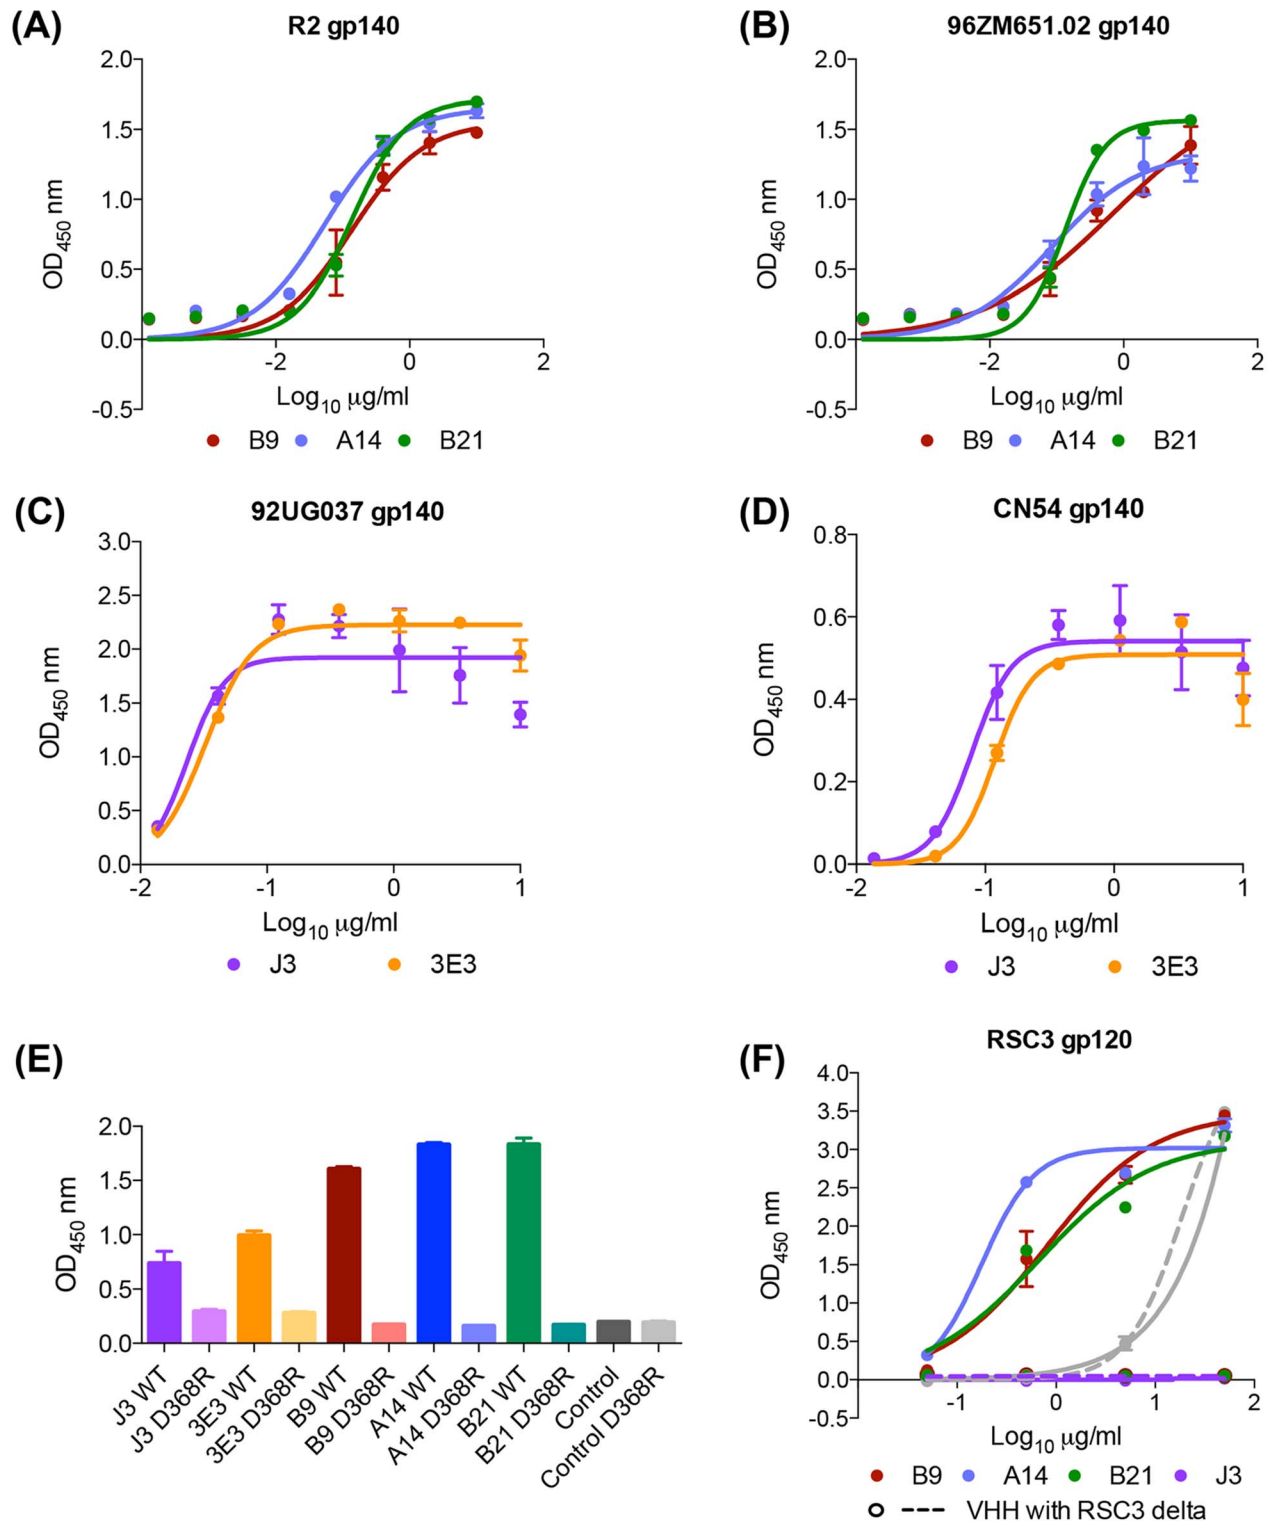 (A)
R2 gp140
2.0
1.5
1.0
0.5
0.0
-0.5
OD450 nm
-2 0 2
Log10 μg/ml
B9 A14 B21
(B)
96ZM651.02 gp140
2.0
1.5
1.0
0.5
0.0
-0.5
OD450 nm
-2 0 2
Log10 μg/ml
B9 A14 B21
(C)
92UG037 gp140
3.0
2.5
2.0
1.5
1.0
0.5
0.0
OD450 nm
-2 -1 0 1
Log10 μg/ml
J3 3E3
(D)
CN54 gp140
0.8
0.6
0.4
0.2
0.0
OD450 nm
-2 -1 0 1
Log10 μg/ml
J3 3E3
(E)
2.0
1.5
1.0
0.5
0.0
OD450 nm
J3 WT
J3 D368R
3E3 WT
3E3 D368R
B9 WT
B9 D368R
A14 WT
A14 D368R
B21 WT
B21 D368R
Control
Control D368R
(F)
RSC3 gp120
4.0
3.5
3.0
2.5
2.0
1.5
1.0
0.5
0.0
-0.5
OD450 nm
-1 0 1 2
Log10 μg/ml
B9 A14 B21 J3
VHH with RSC3 delta